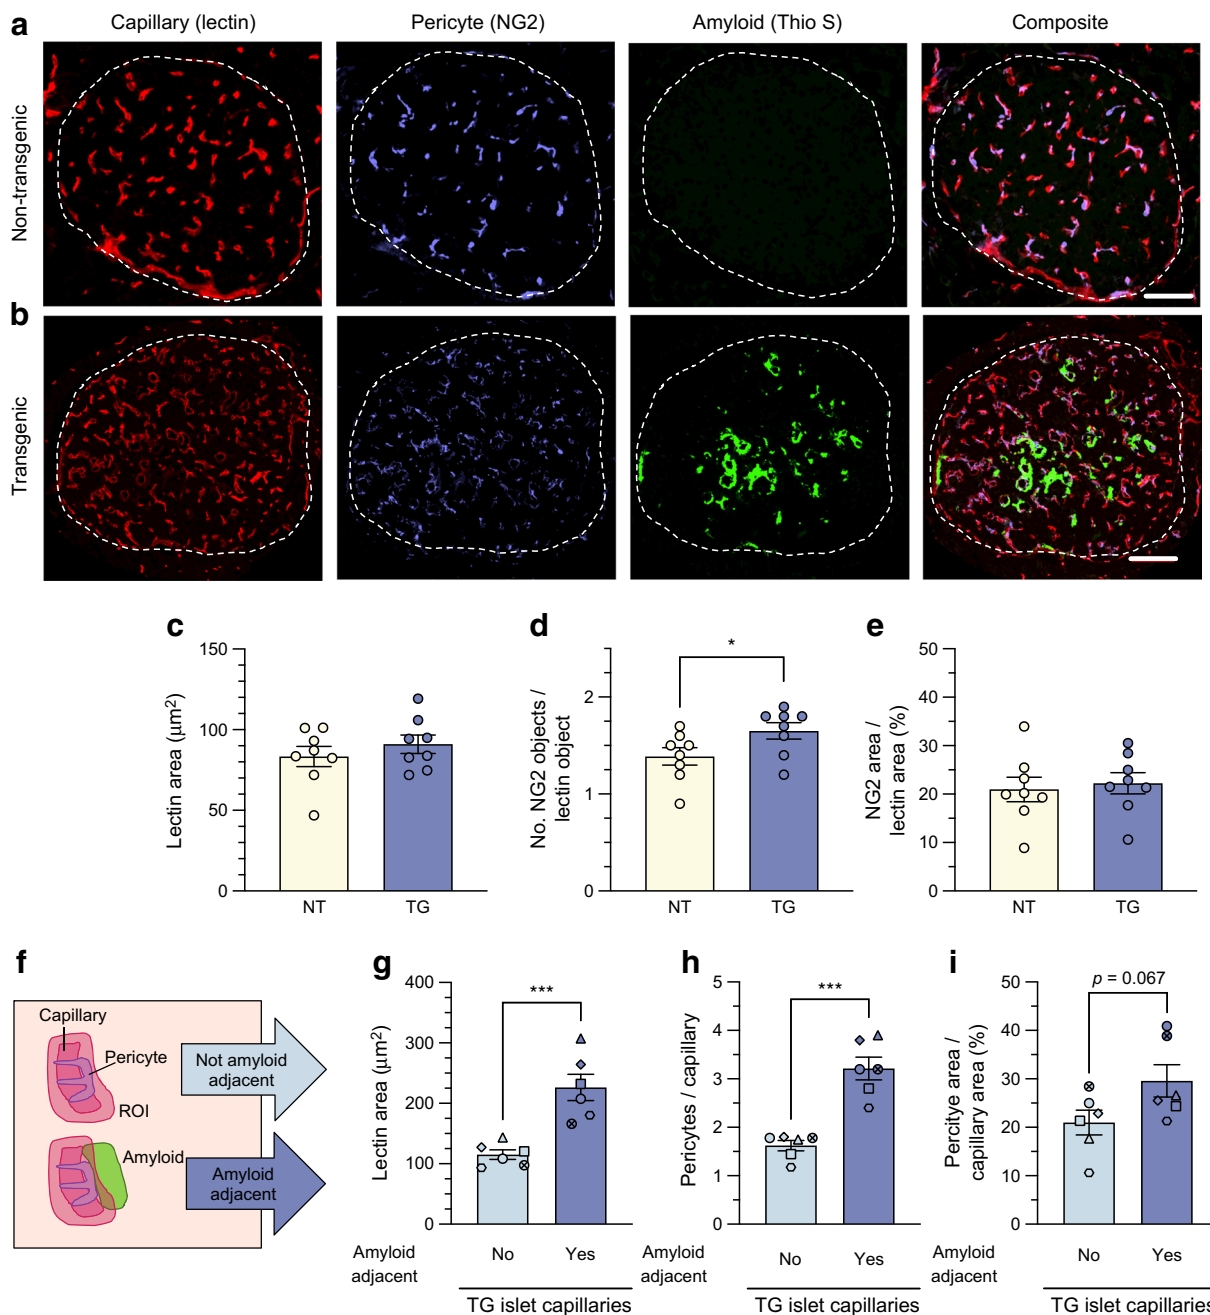 a
Capillary (lectin)
Pericyte (NG2)
Amyloid (Thio S)
Composite
Non-transgenic
b
Transgenic
c
Lectin area (μm²)
150
100
50
0
NT
TG
d
No. NG2 objects /
lectin object
2
1
0
*
NT
TG
e
NG2 area /
lectin area (%)
50
40
30
20
10
0
NT
TG
f
Capillary
Pericyte
ROI
Amyloid
Not amyloid
adjacent
Amyloid
adjacent
g
Lectin area (μm²)
400
300
200
100
0
***
Amyloid
adjacent
No
Yes
TG islet capillaries
h
Pericytes / capillary
5
4
3
2
1
0
***
Amyloid
adjacent
No
Yes
TG islet capillaries
i
Percitye area /
capillary area (%)
50
40
30
20
10
0
p = 0.067
Amyloid
adjacent
No
Yes
TG islet capillaries